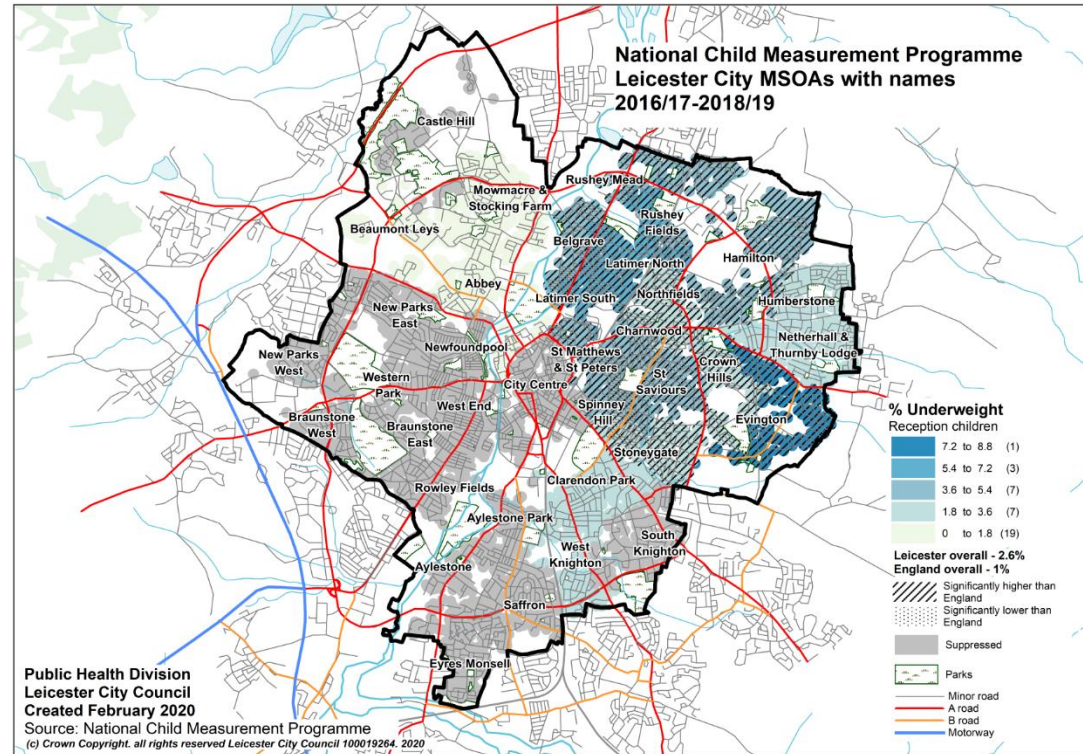 National Child Measurement Programme
Leicester City MSOAs with names
2016/17-2018/19
Castle Hill
Mowmacre &
Stocking Farm
Rushey Mead
Beaumont Leys
Rushey
Fields
Belgrave
Hamilton
Latimer North
Abbey
Latimer South
Northfields
Humberstone
New Parks
East
Charnwood
Netherhall &
Thurnby Lodge
Newfoundpool
St Matthews
& St Peters
New Parks
West
Crown
Hills
Western
Park
City Centre
St
Saviours
West End
Spinney
Hill
Braunstone
West
Braunstone
East
Evington
Stoneygate
Rowley Fields
Clarendon Park
Aylestone Park
West
Knighton
South
Knighton
Aylestone
Saffron
Eyres Monsell
% Underweight
Reception children
7.2 to 8.8 (1)
5.4 to 7.2 (3)
3.6 to 5.4 (7)
1.8 to 3.6 (7)
0 to 1.8 (19)
Leicester overall - 2.6%
England overall - 1%
Significantly higher than
England
Significantly lower than
England
Suppressed
Parks
Minor road
A road
B road
Motorway
Public Health Division
Leicester City Council
Created February 2020
Source: National Child Measurement Programme
(c) Crown Copyright. all rights reserved Leicester City Council 100019264. 2020